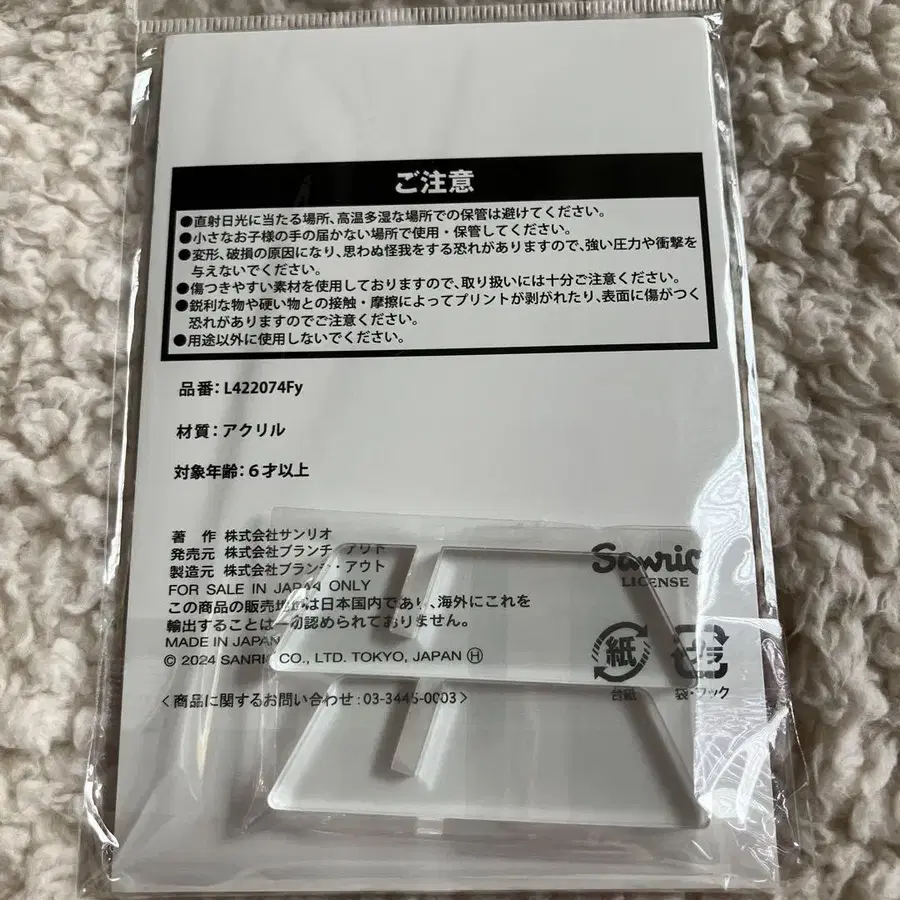 ご注意
●直射日光に当たる場所、高温多湿な場所での保管は避けてください。
●小さなお子様の手の届かない場所で使用・保管してください。
●変形、破損の原因になり、思わぬ怪我をする恐れがありますので、強い圧力や衝撃を
与えないでください。
●傷つきやすい素材を使用しておりますので、取り扱いには十分ご注意ください。
●鋭利な物や硬い物との接触・摩擦によってプリントが剥がれたり、表面に傷がつく
恐れがありますのでご注意ください。
●用途以外に使用しないでください。
品番：L422074Fy
材質：アクリル
対象年齢：6才以上
著　作　株式会社サンリオ
発売元　株式会社ブランチ・アウト
製造元　株式会社ブランチ・アウト
FOR SALE IN JAPAN ONLY
この商品の販売地域は日本国内であり、海外にこれを
輸出することは一切認められておりません。
MADE IN JAPAN
© 2024 SANRIO CO., LTD. TOKYO, JAPAN Ⓗ
〈商品に関するお問い合わせ：03-3445-0003〉
Sanrio
LICENSE
紙
台紙
プラ
袋・フック